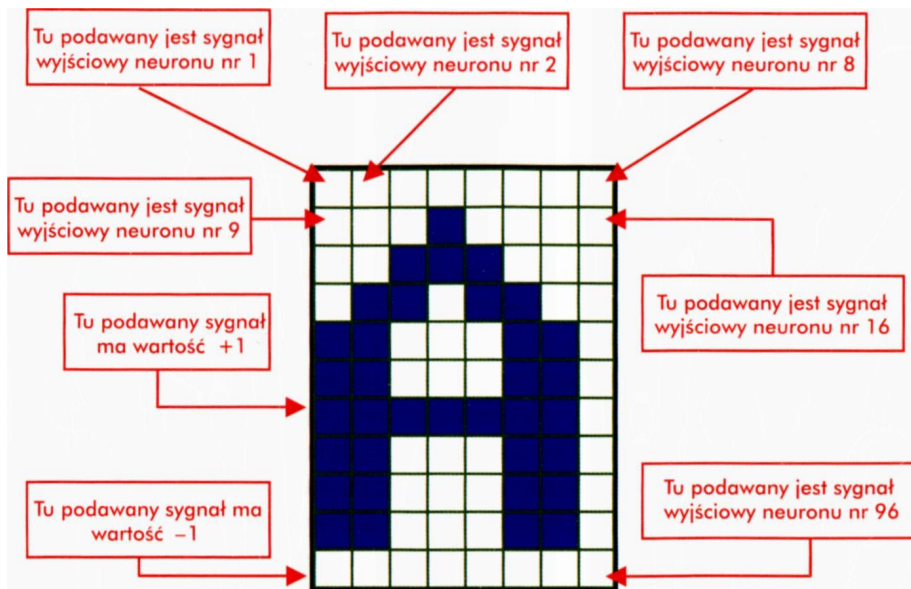 Tu podawany jest sygnał
wyjściowy neuronu nr 1
Tu podawany jest sygnał
wyjściowy neuronu nr 2
Tu podawany jest sygnał
wyjściowy neuronu nr 8
Tu podawany jest sygnał
wyjściowy neuronu nr 9
Tu podawany jest sygnał
wyjściowy neuronu nr 16
Tu podawany sygnał
ma wartość +1
Tu podawany sygnał ma
wartość −1
Tu podawany jest sygnał
wyjściowy neuronu nr 96